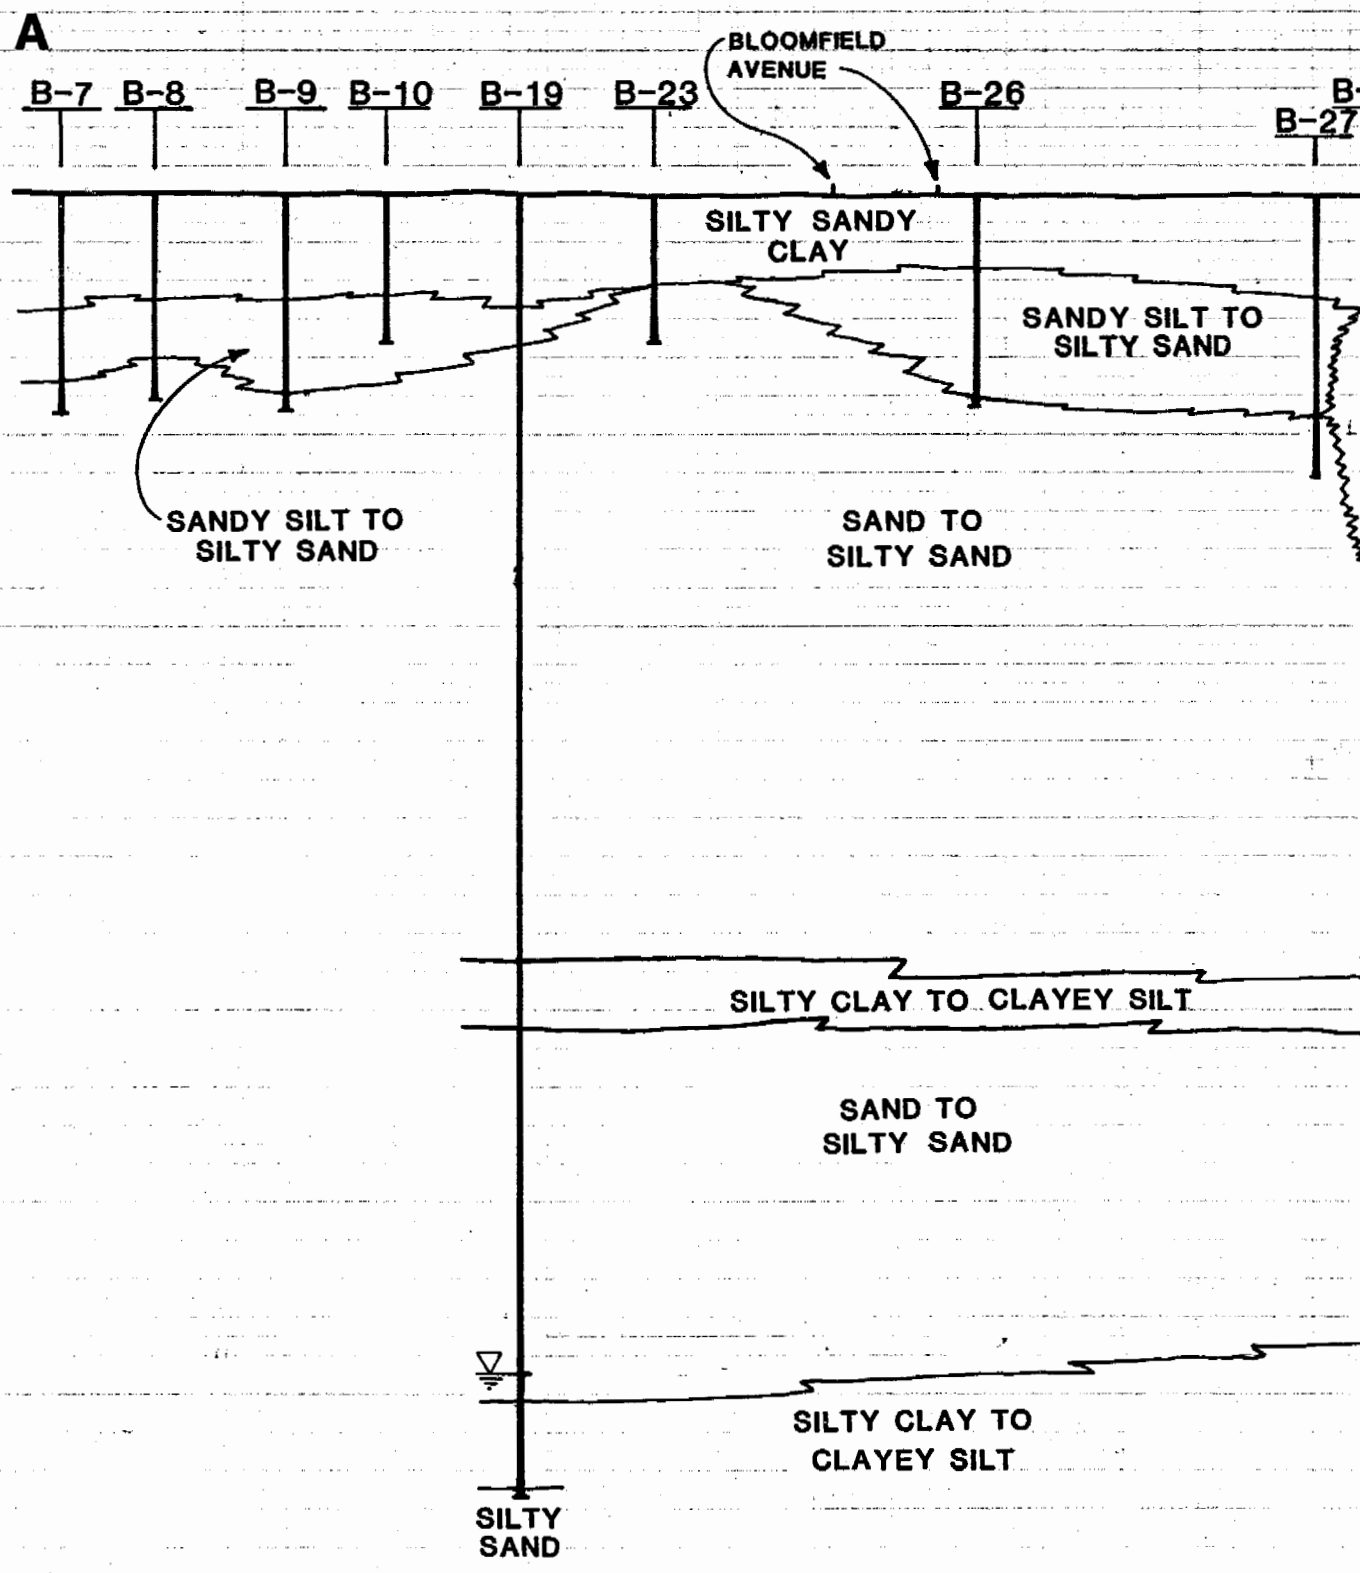 A
BLOOMFIELD
AVENUE
B-7 B-8 B-9 B-10 B-19 B-23 B-26 B-
B-27
SILTY SANDY
CLAY
SANDY SILT TO
SILTY SAND
SANDY SILT TO
SILTY SAND
SAND TO
SILTY SAND
SILTY CLAY TO CLAYEY SILT
SAND TO
SILTY SAND
SILTY CLAY TO
CLAYEY SILT
SILTY
SAND